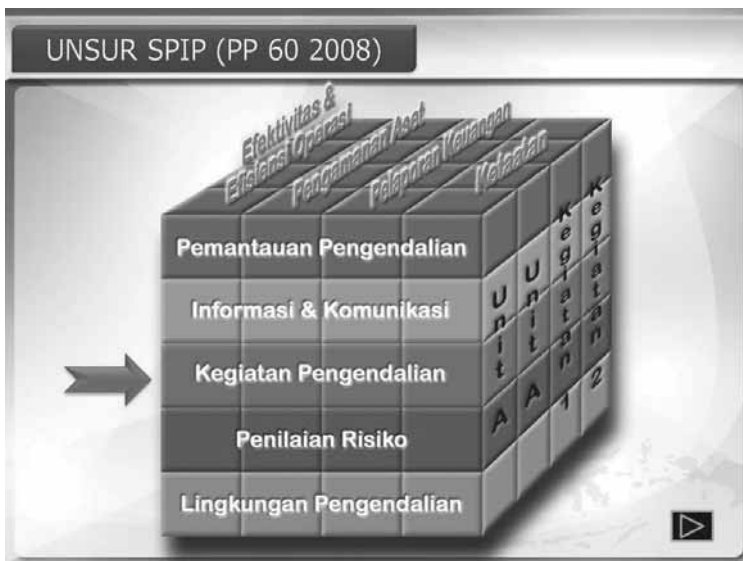 UNSUR SPIP (PP 60 2008)
Efektivitas &
Efisiensi Operasi
Pengamanan Aset
Pelaporan Keuangan
Ketaatan
Pemantauan Pengendalian
Informasi & Komunikasi
Kegiatan Pengendalian
Penilaian Risiko
Lingkungan Pengendalian
Unit A
Unit A
Kegiatan 1
Kegiatan 2